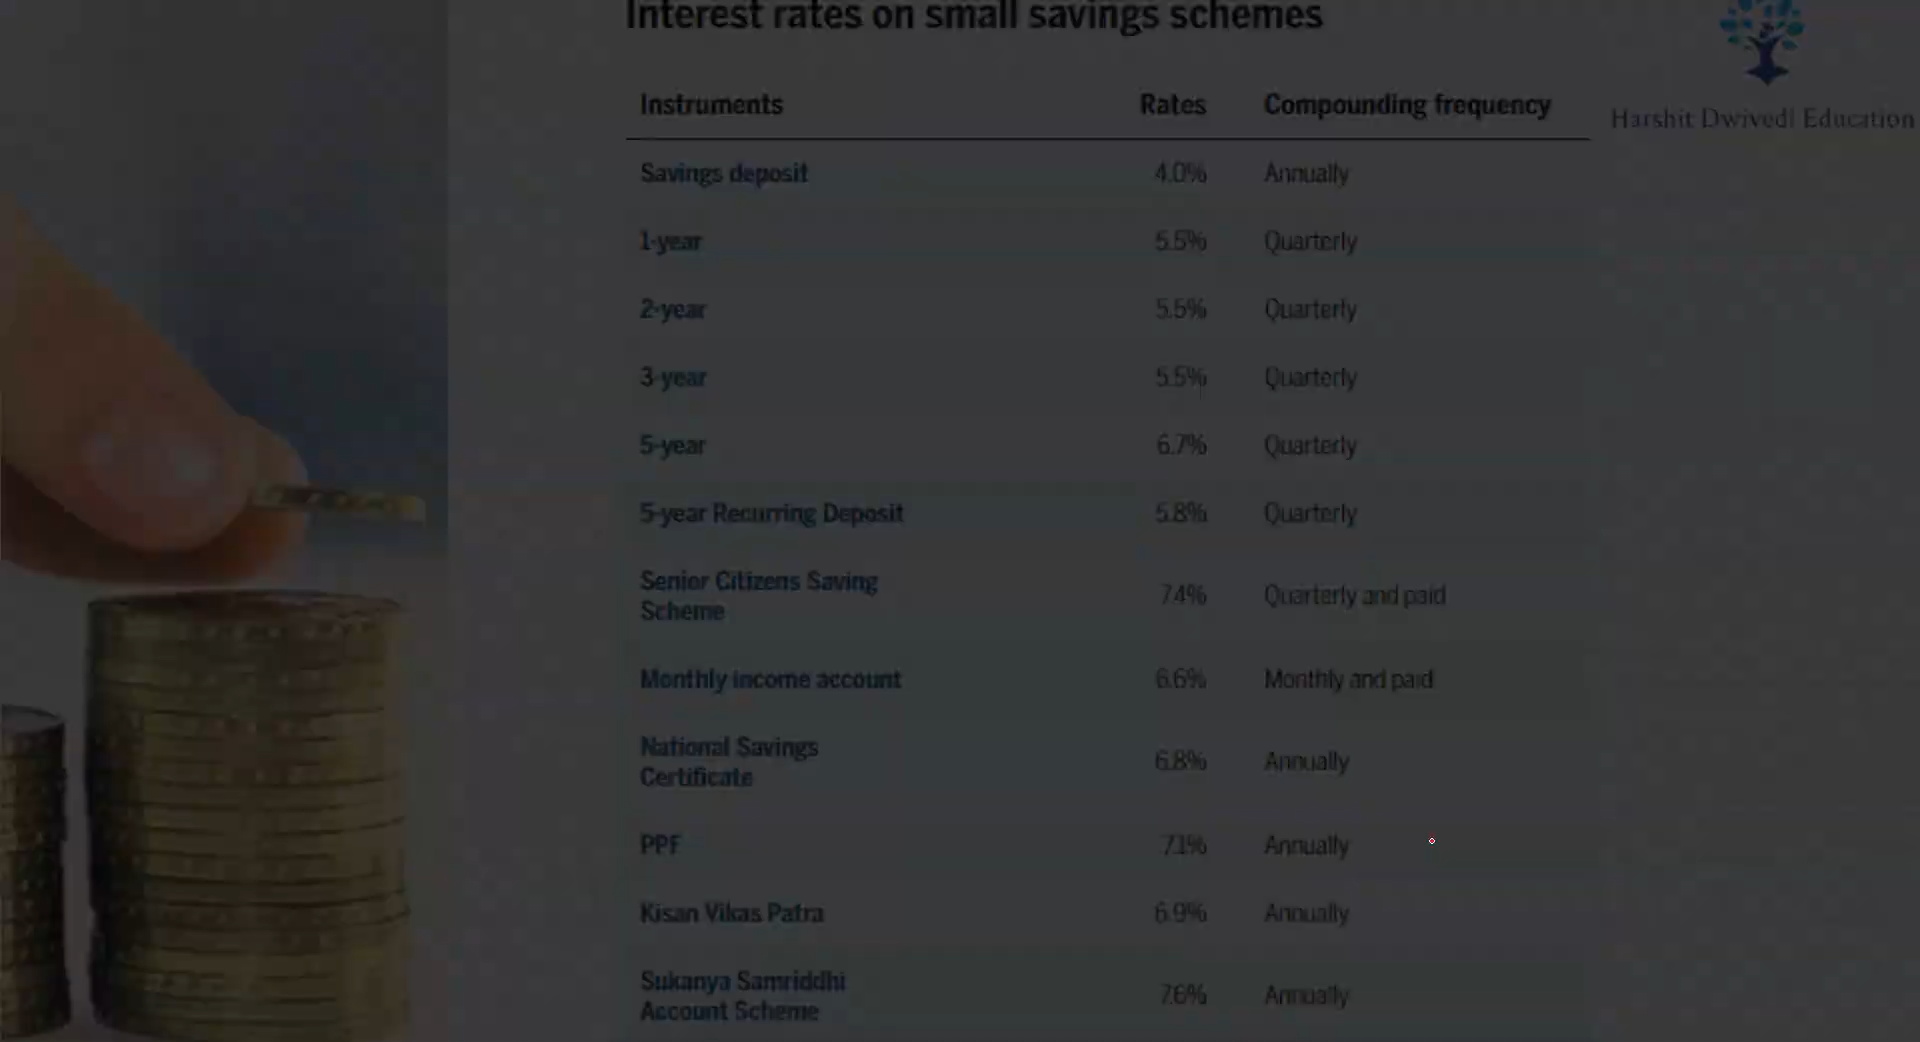 Interest rates on small savings schemes
Harshit Dwivedi Education
Instruments Rates Compounding frequency
Savings deposit 4.0% Annually
1-year 5.5% Quarterly
2-year 5.5% Quarterly
3-year 5.5% Quarterly
5-year 6.7% Quarterly
5-year Recurring Deposit 5.8% Quarterly
Senior Citizens Saving
Scheme 7.4% Quarterly and paid
Monthly income account 6.6% Monthly and paid
National Savings
Certificate 6.8% Annually
PPF 7.1% Annually
Kisan Vikas Patra 6.9% Annually
Sukanya Samriddhi
Account Scheme 7.6% Annually